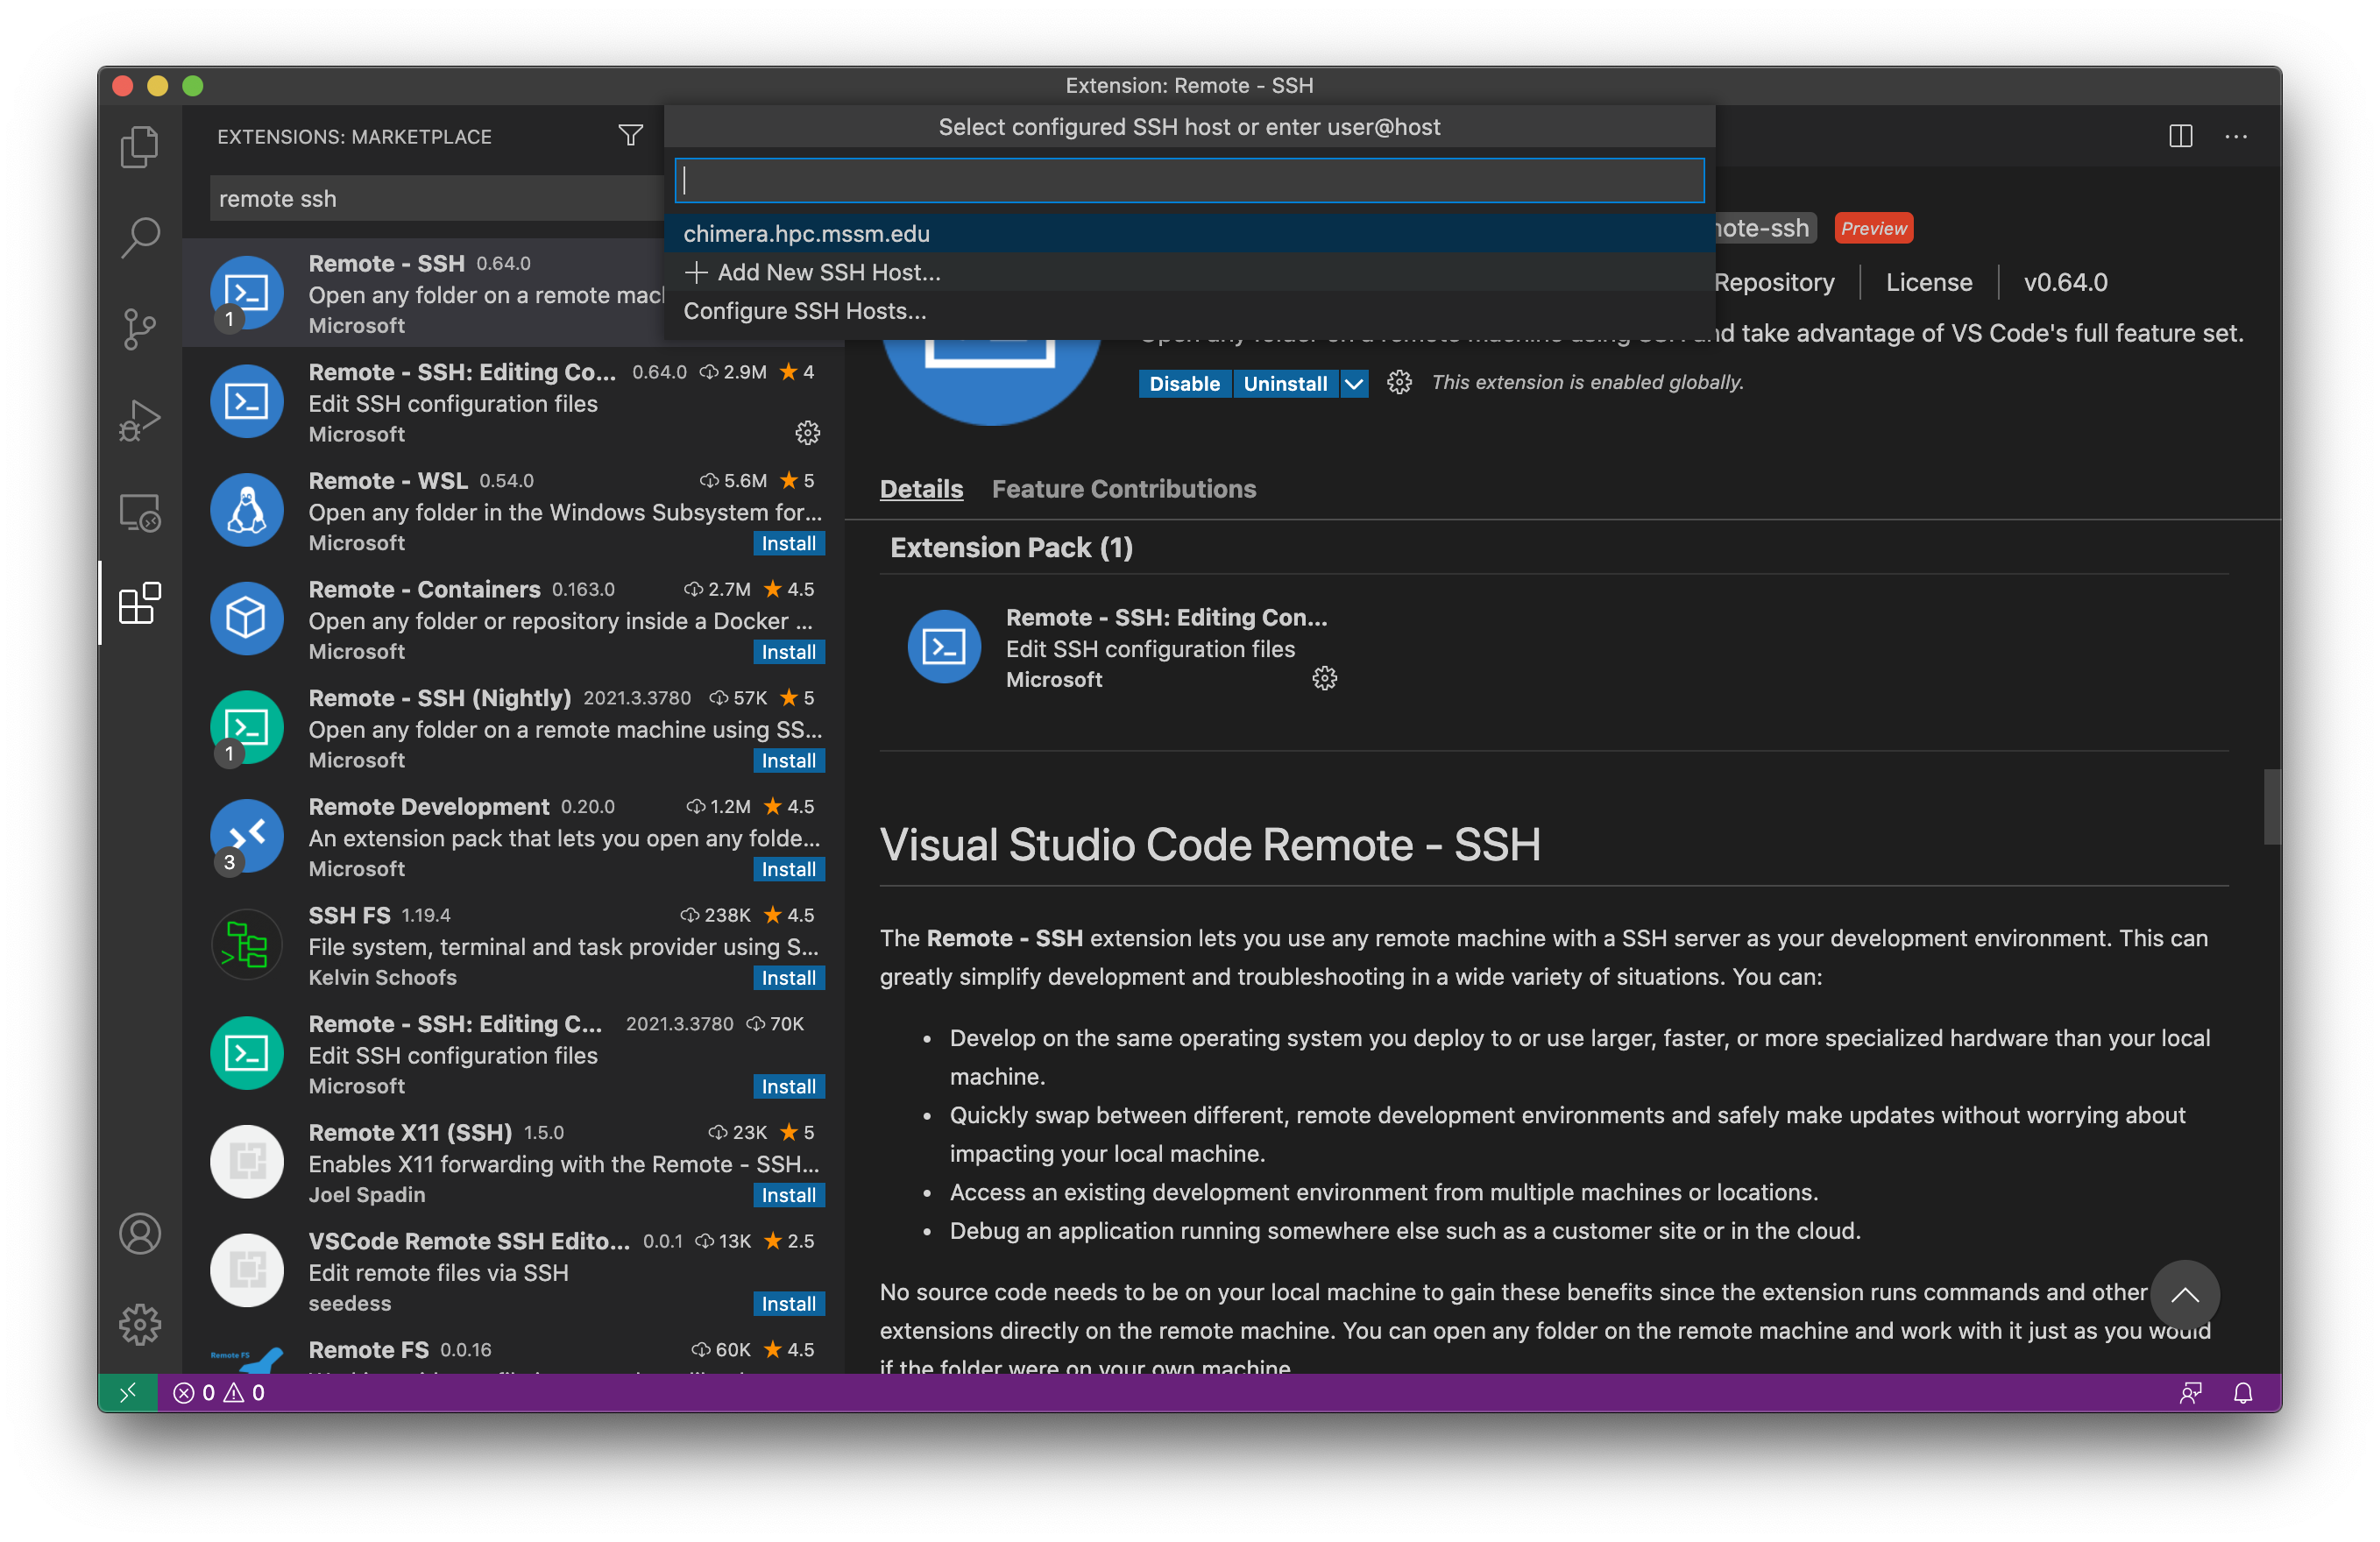 Extension: Remote - SSH
EXTENSIONS: MARKETPLACE
Select configured SSH host or enter user@host
remote ssh
chimera.hpc.mssm.edu
Add New SSH Host...
Configure SSH Hosts...
ote-ssh Preview
Repository License v0.64.0
and take advantage of VS Code's full feature set.
Disable Uninstall This extension is enabled globally.
Remote - SSH 0.64.0
Open any folder on a remote mac
Microsoft
1
Remote - SSH: Editing Co... 0.64.0 2.9M 4
Edit SSH configuration files
Microsoft
Remote - WSL 0.54.0 5.6M 5
Open any folder in the Windows Subsystem for...
Microsoft Install
Remote - Containers 0.163.0 2.7M 4.5
Open any folder or repository inside a Docker ...
Microsoft Install
Remote - SSH (Nightly) 2021.3.3780 57K 5
Open any folder on a remote machine using SS...
1
Microsoft Install
Remote Development 0.20.0 1.2M 4.5
An extension pack that lets you open any folde...
3
Microsoft Install
SSH FS 1.19.4 238K 4.5
File system, terminal and task provider using S...
Kelvin Schoofs Install
Remote - SSH: Editing C... 2021.3.3780 70K
Edit SSH configuration files
Microsoft Install
Remote X11 (SSH) 1.5.0 23K 5
Enables X11 forwarding with the Remote - SSH...
Joel Spadin Install
VSCode Remote SSH Edito... 0.0.1 13K 2.5
Edit remote files via SSH
seedess Install
Remote FS
Remote FS 0.0.16 60K 4.5
Details Feature Contributions
Extension Pack (1)
Remote - SSH: Editing Con...
Edit SSH configuration files
Microsoft
Visual Studio Code Remote - SSH
The Remote - SSH extension lets you use any remote machine with a SSH server as your development environment. This can
greatly simplify development and troubleshooting in a wide variety of situations. You can:
• Develop on the same operating system you deploy to or use larger, faster, or more specialized hardware than your local
machine.
• Quickly swap between different, remote development environments and safely make updates without worrying about
impacting your local machine.
• Access an existing development environment from multiple machines or locations.
• Debug an application running somewhere else such as a customer site or in the cloud.
No source code needs to be on your local machine to gain these benefits since the extension runs commands and other
extensions directly on the remote machine. You can open any folder on the remote machine and work with it just as you would
if the folder were on your own machine.
0 0